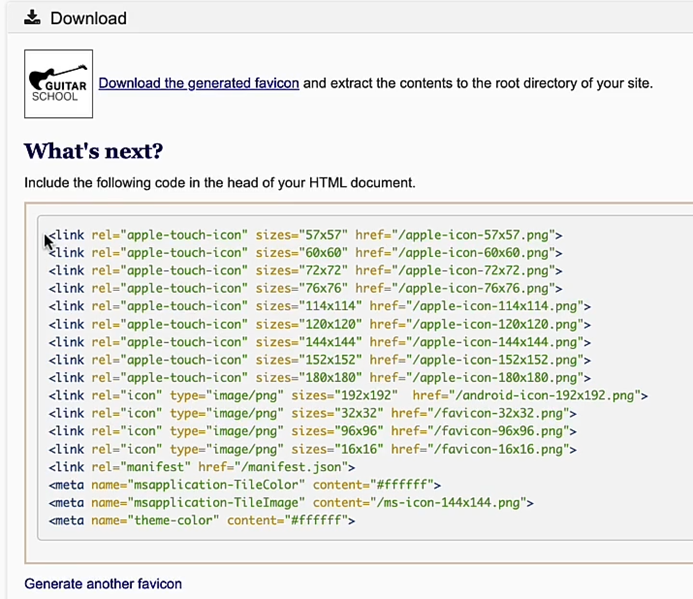 Download
GUITAR
SCHOOL
Download the generated favicon and extract the contents to the root directory of your site.
What's next?
Include the following code in the head of your HTML document.
<link rel="apple-touch-icon" sizes="57x57" href="/apple-icon-57x57.png">
<link rel="apple-touch-icon" sizes="60x60" href="/apple-icon-60x60.png">
<link rel="apple-touch-icon" sizes="72x72" href="/apple-icon-72x72.png">
<link rel="apple-touch-icon" sizes="76x76" href="/apple-icon-76x76.png">
<link rel="apple-touch-icon" sizes="114x114" href="/apple-icon-114x114.png">
<link rel="apple-touch-icon" sizes="120x120" href="/apple-icon-120x120.png">
<link rel="apple-touch-icon" sizes="144x144" href="/apple-icon-144x144.png">
<link rel="apple-touch-icon" sizes="152x152" href="/apple-icon-152x152.png">
<link rel="apple-touch-icon" sizes="180x180" href="/apple-icon-180x180.png">
<link rel="icon" type="image/png" sizes="192x192"  href="/android-icon-192x192.png">
<link rel="icon" type="image/png" sizes="32x32" href="/favicon-32x32.png">
<link rel="icon" type="image/png" sizes="96x96" href="/favicon-96x96.png">
<link rel="icon" type="image/png" sizes="16x16" href="/favicon-16x16.png">
<link rel="manifest" href="/manifest.json">
<meta name="msapplication-TileColor" content="#ffffff">
<meta name="msapplication-TileImage" content="/ms-icon-144x144.png">
<meta name="theme-color" content="#ffffff">
Generate another favicon